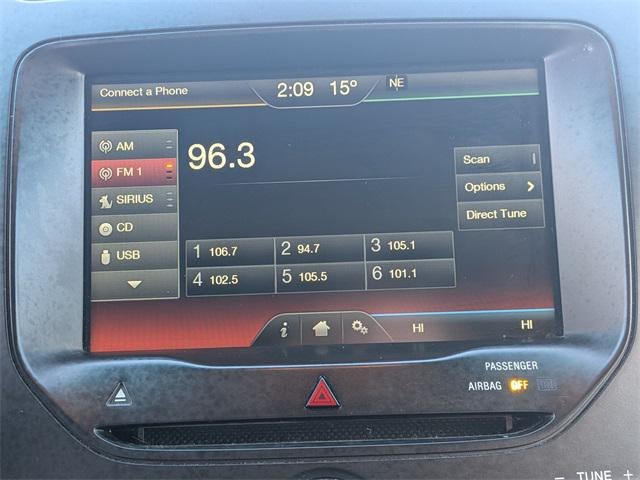 Connect a Phone 2:09 15° NE
AM
FM 1
SIRIUS
CD
USB
96.3
Scan
Options
Direct Tune
1 106.7 2 94.7 3 105.1
4 102.5 5 105.5 6 101.1
i HI HI
PASSENGER
AIRBAG OFF
− TUNE +